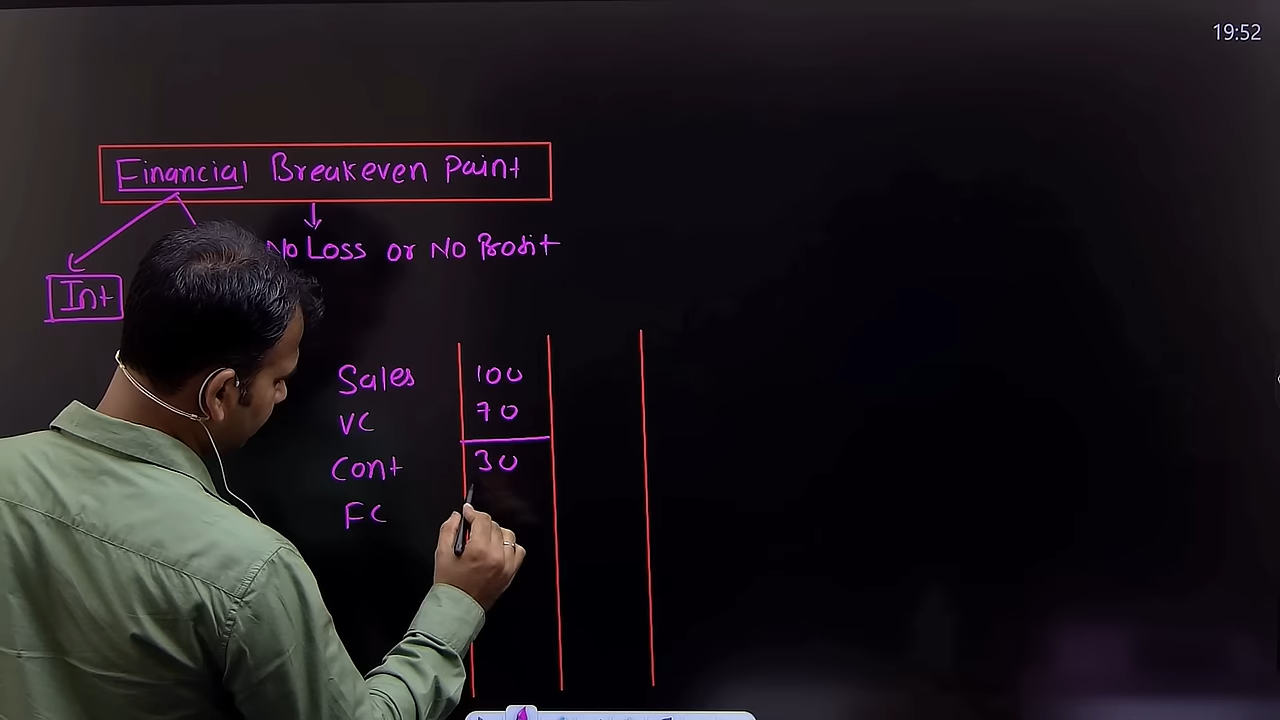 19:52
Financial Breakeven Paint
No Loss or No Profit
Int
Sales 100
VC 70
Cont 30
FC